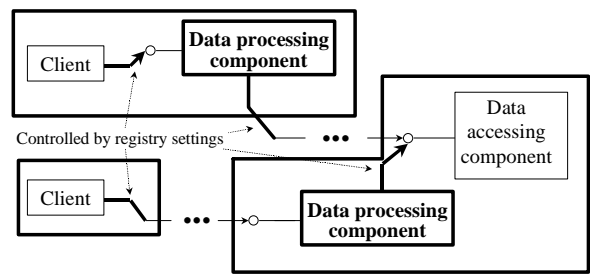 Client
Data processing
component
Data
accessing
component
Controlled by registry settings
Client
Data processing
component